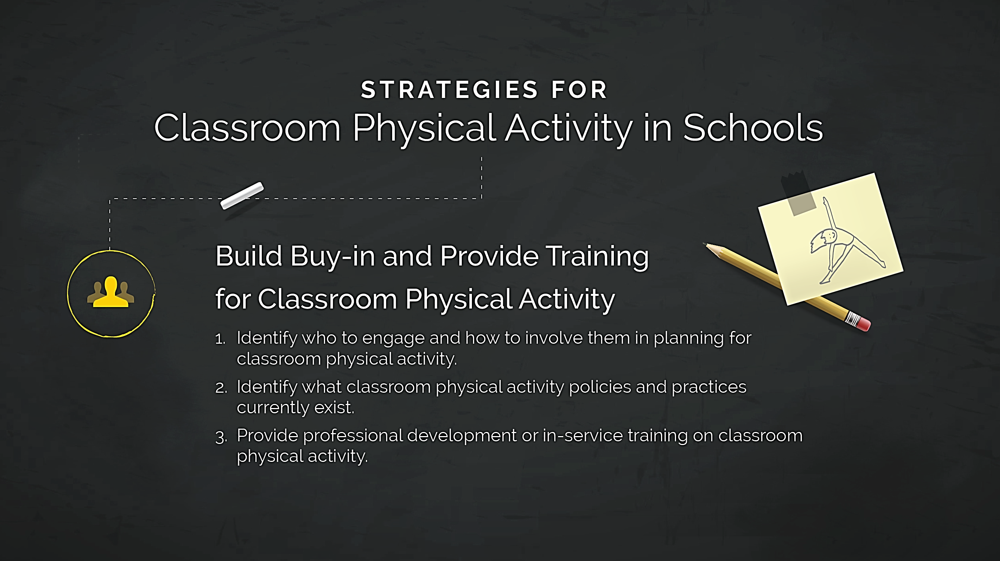 STRATEGIES FOR
Classroom Physical Activity in Schools
Build Buy-in and Provide Training
for Classroom Physical Activity
1. Identify who to engage and how to involve them in planning for
classroom physical activity.
2. Identify what classroom physical activity policies and practices
currently exist.
3. Provide professional development or in-service training on classroom
physical activity.